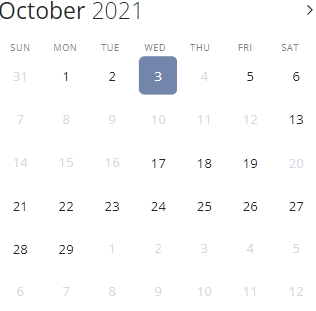 October 2021
SUN MON TUE WED THU FRI SAT
31 1 2 3 4 5 6
7 8 9 10 11 12 13
14 15 16 17 18 19 20
21 22 23 24 25 26 27
28 29 1 2 3 4 5
6 7 8 9 10 11 12